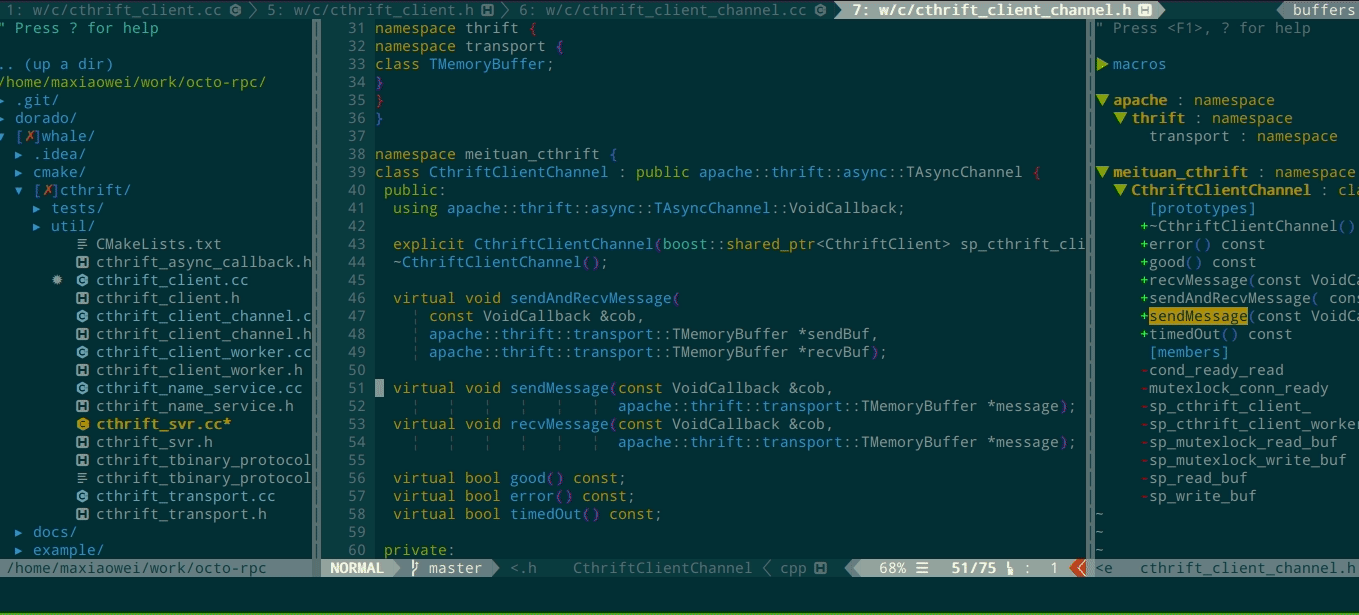 1: w/c/cthrift_client.cc 5: w/c/cthrift_client.h 6: w/c/cthrift_client_channel.cc 7: w/c/cthrift_client_channel.h buffers
" Press ? for help
.. (up a dir)
/home/maxiaowei/work/octo-rpc/
▸ .git/
▸ dorado/
▾ [✗]whale/
▸ .idea/
▸ cmake/
▾ [✗]cthrift/
▸ tests/
▸ util/
CMakeLists.txt
cthrift_async_callback.h
cthrift_client.cc
cthrift_client.h
cthrift_client_channel.c
cthrift_client_channel.h
cthrift_client_worker.cc
cthrift_client_worker.h
cthrift_name_service.cc
cthrift_name_service.h
cthrift_svr.cc*
cthrift_svr.h
cthrift_tbinary_protocol
cthrift_tbinary_protocol
cthrift_transport.cc
cthrift_transport.h
▸ docs/
▸ example/
/home/maxiaowei/work/octo-rpc
31 namespace thrift {
32 namespace transport {
33 class TMemoryBuffer;
34 }
35 }
36 }
37
38 namespace meituan_cthrift {
39 class CthriftClientChannel : public apache::thrift::async::TAsyncChannel {
40 public:
41 using apache::thrift::async::TAsyncChannel::VoidCallback;
42
43 explicit CthriftClientChannel(boost::shared_ptr<CthriftClient> sp_cthrift_cli
44 ~CthriftClientChannel();
45
46 virtual void sendAndRecvMessage(
47 const VoidCallback &cob,
48 apache::thrift::transport::TMemoryBuffer *sendBuf,
49 apache::thrift::transport::TMemoryBuffer *recvBuf);
50
51 virtual void sendMessage(const VoidCallback &cob,
52 apache::thrift::transport::TMemoryBuffer *message);
53 virtual void recvMessage(const VoidCallback &cob,
54 apache::thrift::transport::TMemoryBuffer *message);
55
56 virtual bool good() const;
57 virtual bool error() const;
58 virtual bool timedOut() const;
59
60 private:
NORMAL master <.h CthriftClientChannel cpp 68% ☰ 51/75 : 1
" Press <F1>, ? for help
▶ macros
▼ apache : namespace
▼ thrift : namespace
transport : namespace
▼ meituan_cthrift : namespace
▼ CthriftClientChannel : cla
[prototypes]
+~CthriftClientChannel()
+error() const
+good() const
+recvMessage(const VoidCa
+sendAndRecvMessage( cons
+sendMessage(const VoidCa
+timedOut() const
[members]
-cond_ready_read
-mutexlock_conn_ready
-sp_cthrift_client_
-sp_cthrift_client_worker
-sp_mutexlock_read_buf
-sp_mutexlock_write_buf
-sp_read_buf
-sp_write_buf
~
~
~
<e cthrift_client_channel.h